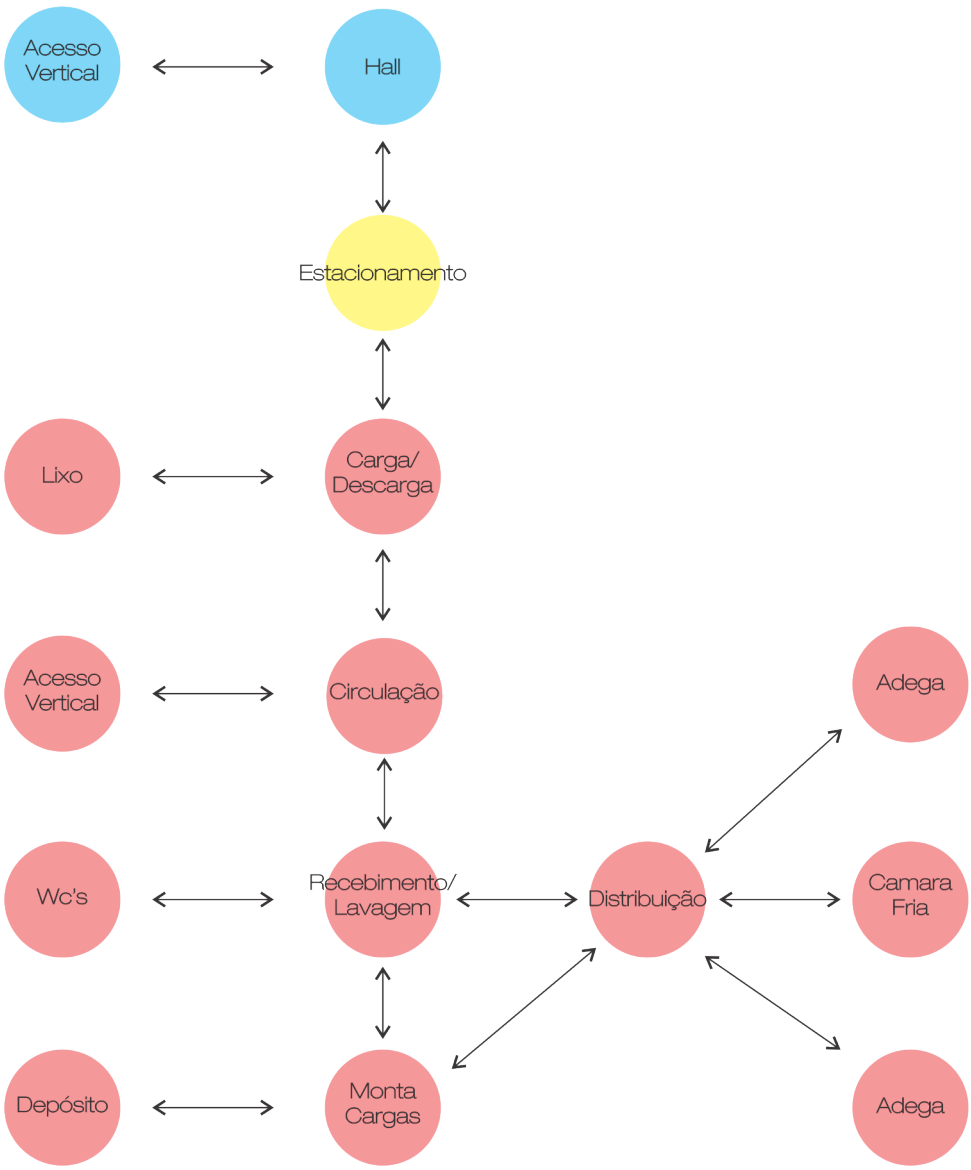 Acesso
Vertical
Hall
Estacionamento
Lixo
Carga/
Descarga
Acesso
Vertical
Circulação
Adega
Wc's
Recebimento/
Lavagem
Distribuição
Camara
Fria
Depósito
Monta
Cargas
Adega